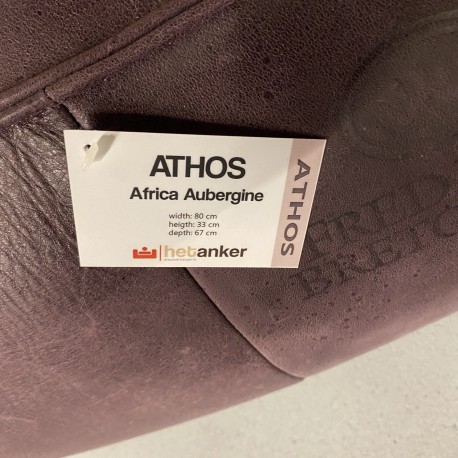 ATHOS
Africa Aubergine
width: 80 cm
heigth: 33 cm
depth: 67 cm
hetanker
ATHOS